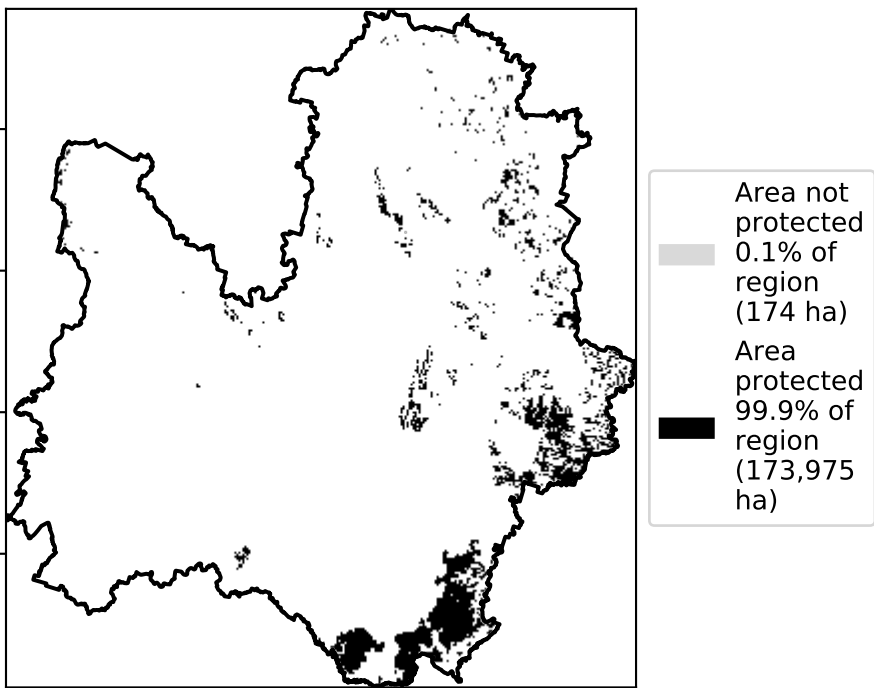 Area not
protected
0.1% of
region
(174 ha)
Area
protected
99.9% of
region
(173,975
ha)